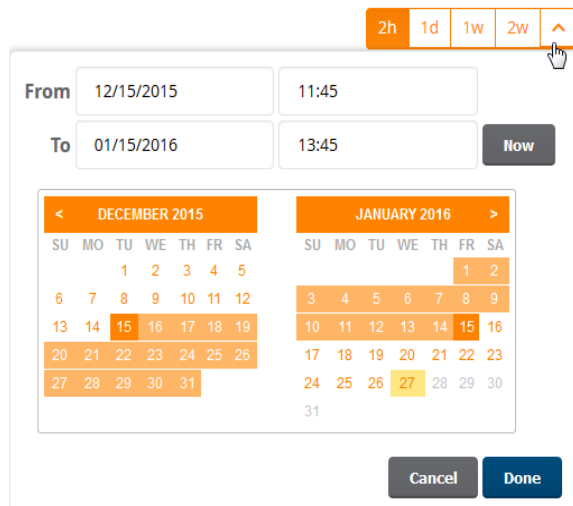 2h 1d 1w 2w
From 12/15/2015 11:45
To 01/15/2016 13:45 Now
< DECEMBER 2015
SU MO TU WE TH FR SA
1 2 3 4 5
6 7 8 9 10 11 12
13 14 15 16 17 18 19
20 21 22 23 24 25 26
27 28 29 30 31
JANUARY 2016 >
SU MO TU WE TH FR SA
1 2
3 4 5 6 7 8 9
10 11 12 13 14 15 16
17 18 19 20 21 22 23
24 25 26 27 28 29 30
31
Cancel Done